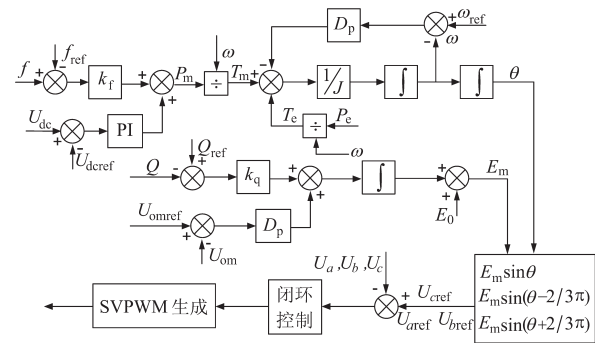 ω_ref
D_p
ω
ω
f
f_ref
k_f
P_m
÷
T_m
1/J
∫
∫
θ
U_dc
PI
U_dcref
T_e
P_e
÷
ω
Q_ref
Q
k_q
∫
E_m
E_0
U_omref
D_p
U_om
U_a,U_b,U_c
E_m sinθ
E_m sin(θ−2/3π)
E_m sin(θ+2/3π)
SVPWM 生成
闭环
控制
U_cref
U_aref U_bref